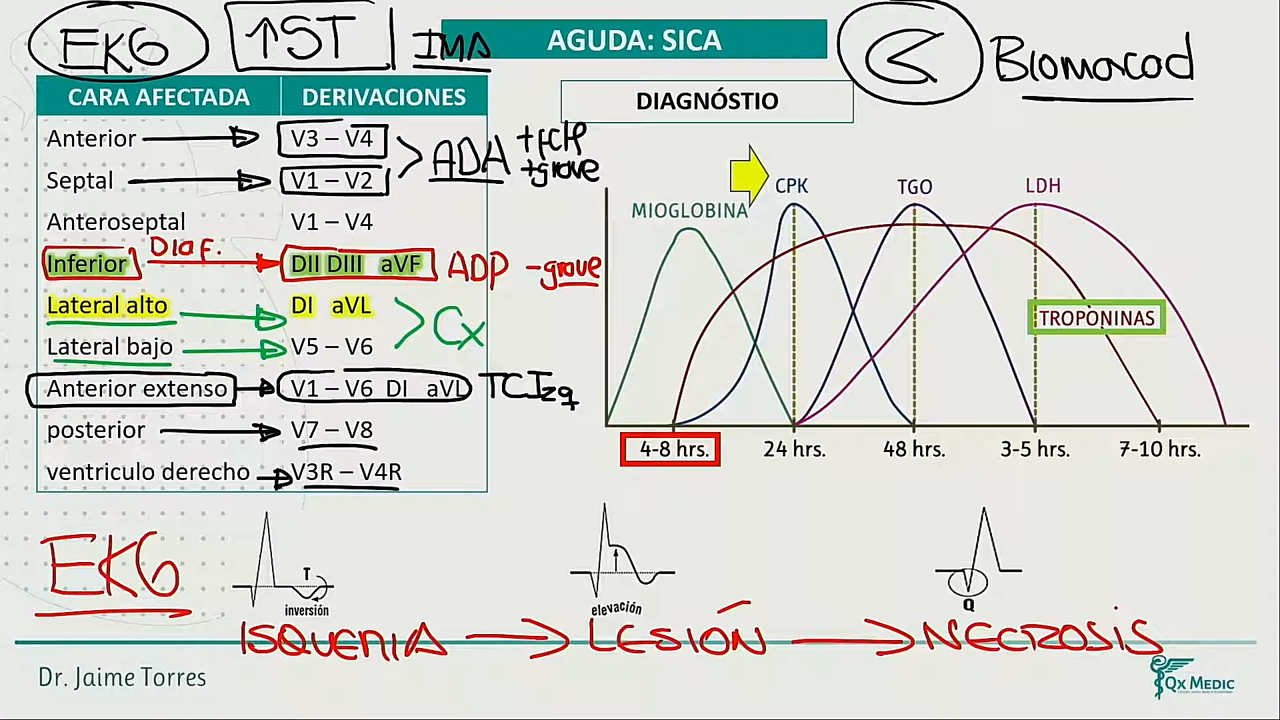 EKG ↑ST IMA
AGUDA: SICA
Biomarcad
CARA AFECTADA DERIVACIONES
DIAGNÓSTIO
Anterior V3 – V4
Septal V1 – V2
ADA +fck
+grave
Anteroseptal V1 – V4
Diaf.
Inferior DII DIII aVF ADP -grave
Lateral alto DI aVL
Cx
Lateral bajo V5 – V6
Anterior extenso V1 – V6 DI aVL TCIzq
posterior V7 – V8
ventriculo derecho V3R – V4R
MIOGLOBINA CPK TGO LDH
TROPONINAS
4-8 hrs. 24 hrs. 48 hrs. 3-5 hrs. 7-10 hrs.
EKG
T
inversión
elevación
Q
ISQUEMIA LESIÓN NECROSIS
Dr. Jaime Torres
Qx MEDIC